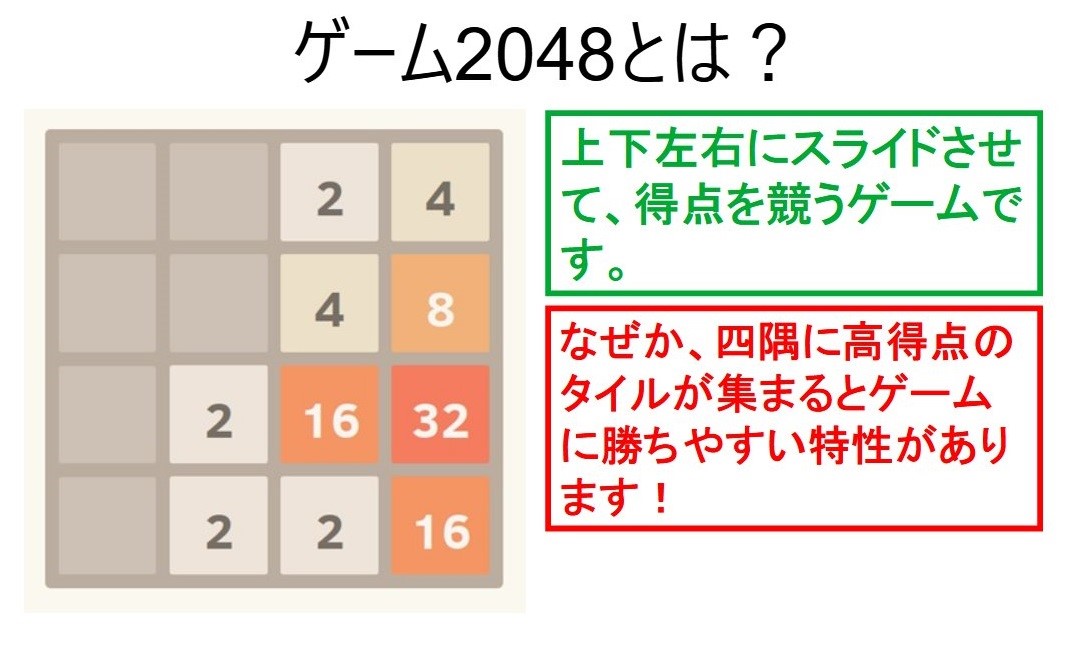 ゲーム2048とは？
2 4
4 8
2 16 32
2 2 16
上下左右にスライドさせ
て、得点を競うゲームで
す。
なぜか、四隅に高得点の
タイルが集まるとゲーム
に勝ちやすい特性があり
ます！